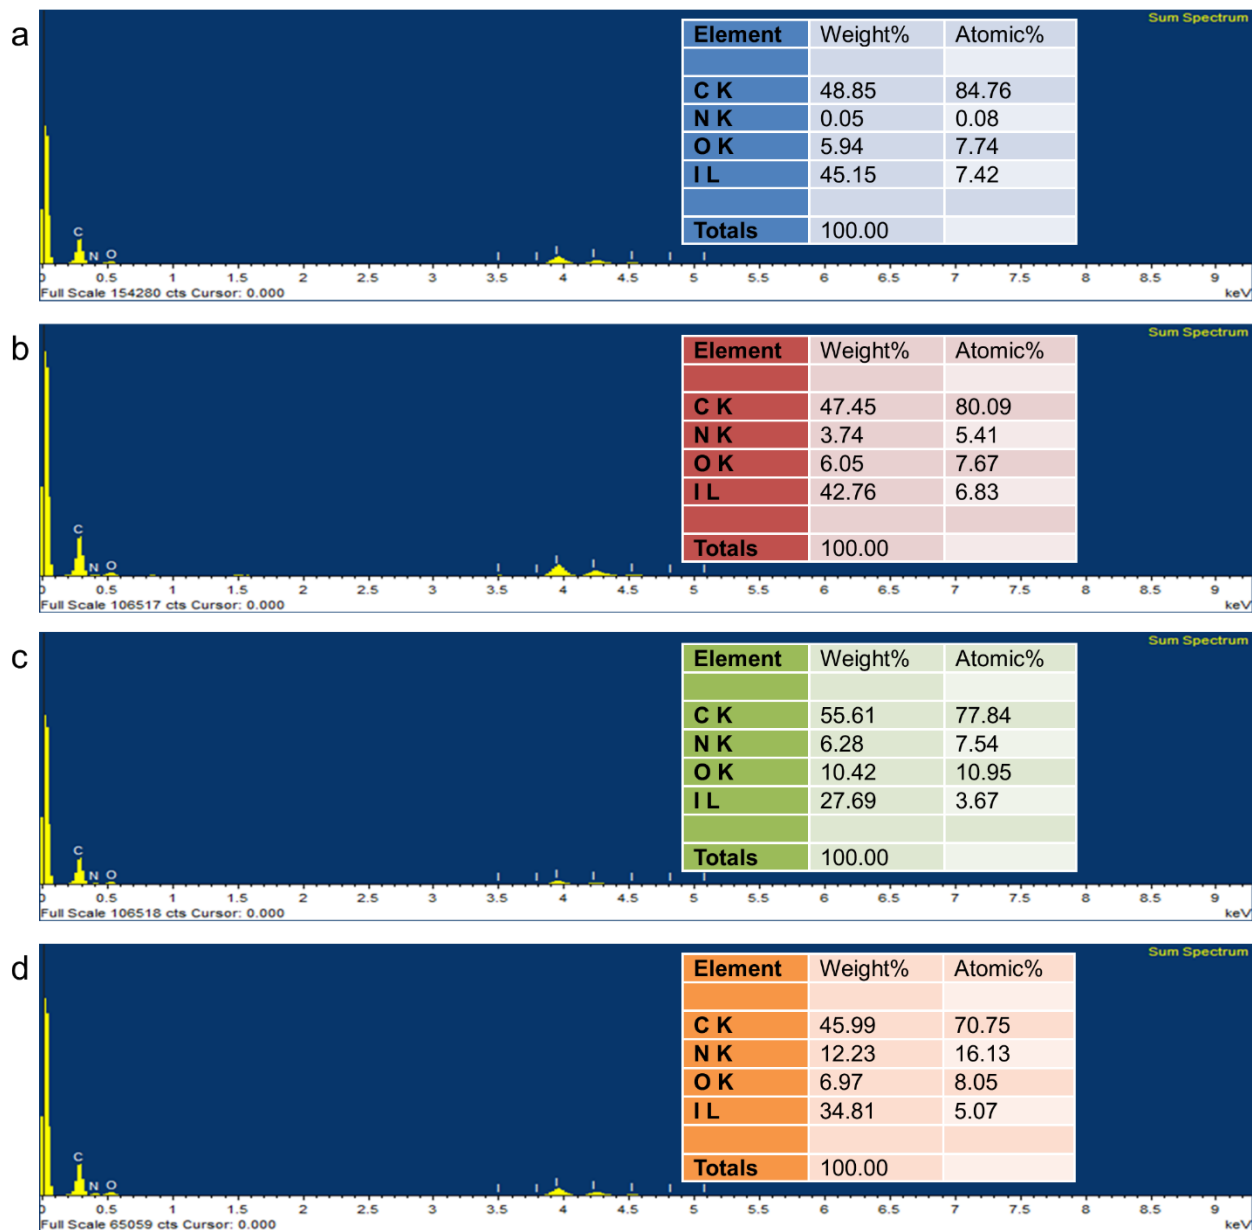 a
Sum Spectrum
Element Weight% Atomic%
C K 48.85 84.76
N K 0.05 0.08
O K 5.94 7.74
I L 45.15 7.42
Totals 100.00
C
N O I I I I I I I
0 0.5 1 1.5 2 2.5 3 3.5 4 4.5 5 5.5 6 6.5 7 7.5 8 8.5 9
Full Scale 154280 cts Cursor: 0.000 keV
b
Sum Spectrum
Element Weight% Atomic%
C K 47.45 80.09
N K 3.74 5.41
O K 6.05 7.67
I L 42.76 6.83
Totals 100.00
C
N O I I I I I I I
0 0.5 1 1.5 2 2.5 3 3.5 4 4.5 5 5.5 6 6.5 7 7.5 8 8.5 9
Full Scale 106517 cts Cursor: 0.000 keV
c
Sum Spectrum
Element Weight% Atomic%
C K 55.61 77.84
N K 6.28 7.54
O K 10.42 10.95
I L 27.69 3.67
Totals 100.00
C
N O I I I I I I I
0 0.5 1 1.5 2 2.5 3 3.5 4 4.5 5 5.5 6 6.5 7 7.5 8 8.5 9
Full Scale 106518 cts Cursor: 0.000 keV
d
Sum Spectrum
Element Weight% Atomic%
C K 45.99 70.75
N K 12.23 16.13
O K 6.97 8.05
I L 34.81 5.07
Totals 100.00
C
N O I I I I I I I
0 0.5 1 1.5 2 2.5 3 3.5 4 4.5 5 5.5 6 6.5 7 7.5 8 8.5 9
Full Scale 65059 cts Cursor: 0.000 keV